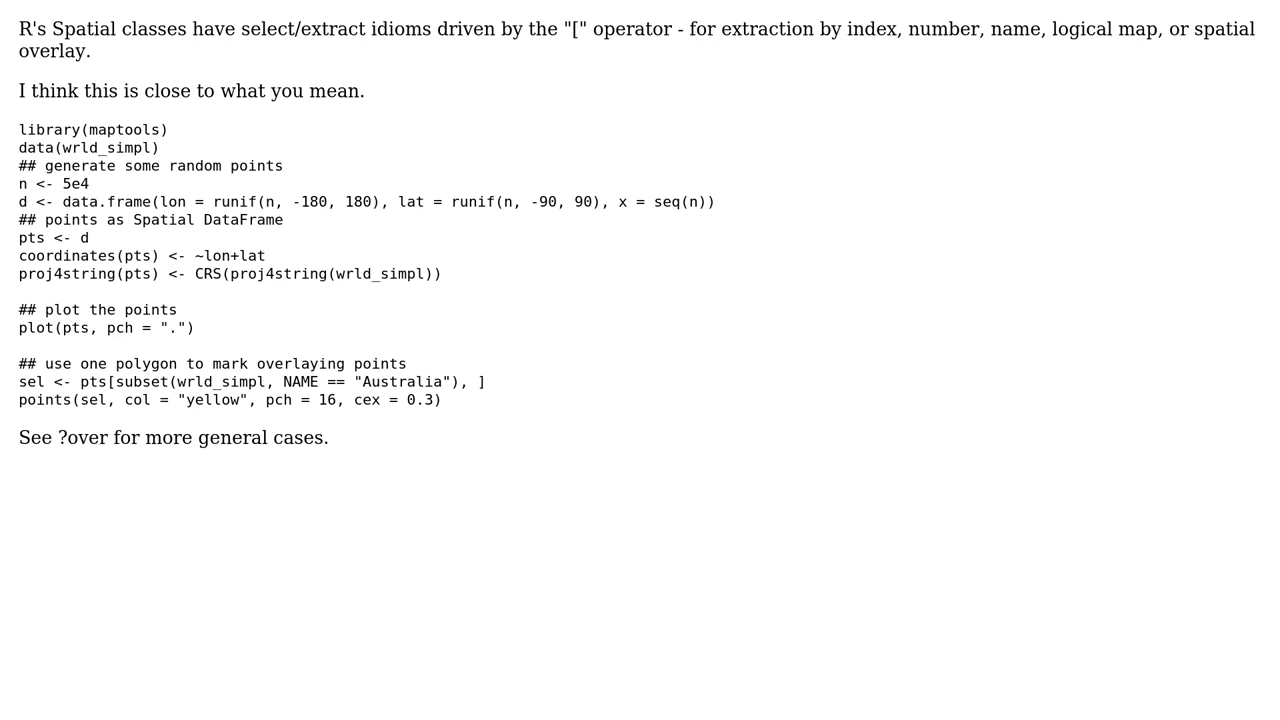 R's Spatial classes have select/extract idioms driven by the "[" operator - for extraction by index, number, name, logical map, or spatial
overlay.
I think this is close to what you mean.
library(maptools)
data(wrld_simpl)
## generate some random points
n <- 5e4
d <- data.frame(lon = runif(n, -180, 180), lat = runif(n, -90, 90), x = seq(n))
## points as Spatial DataFrame
pts <- d
coordinates(pts) <- ~lon+lat
proj4string(pts) <- CRS(proj4string(wrld_simpl))
## plot the points
plot(pts, pch = ".")
## use one polygon to mark overlaying points
sel <- pts[subset(wrld_simpl, NAME == "Australia"), ]
points(sel, col = "yellow", pch = 16, cex = 0.3)
See ?over for more general cases.